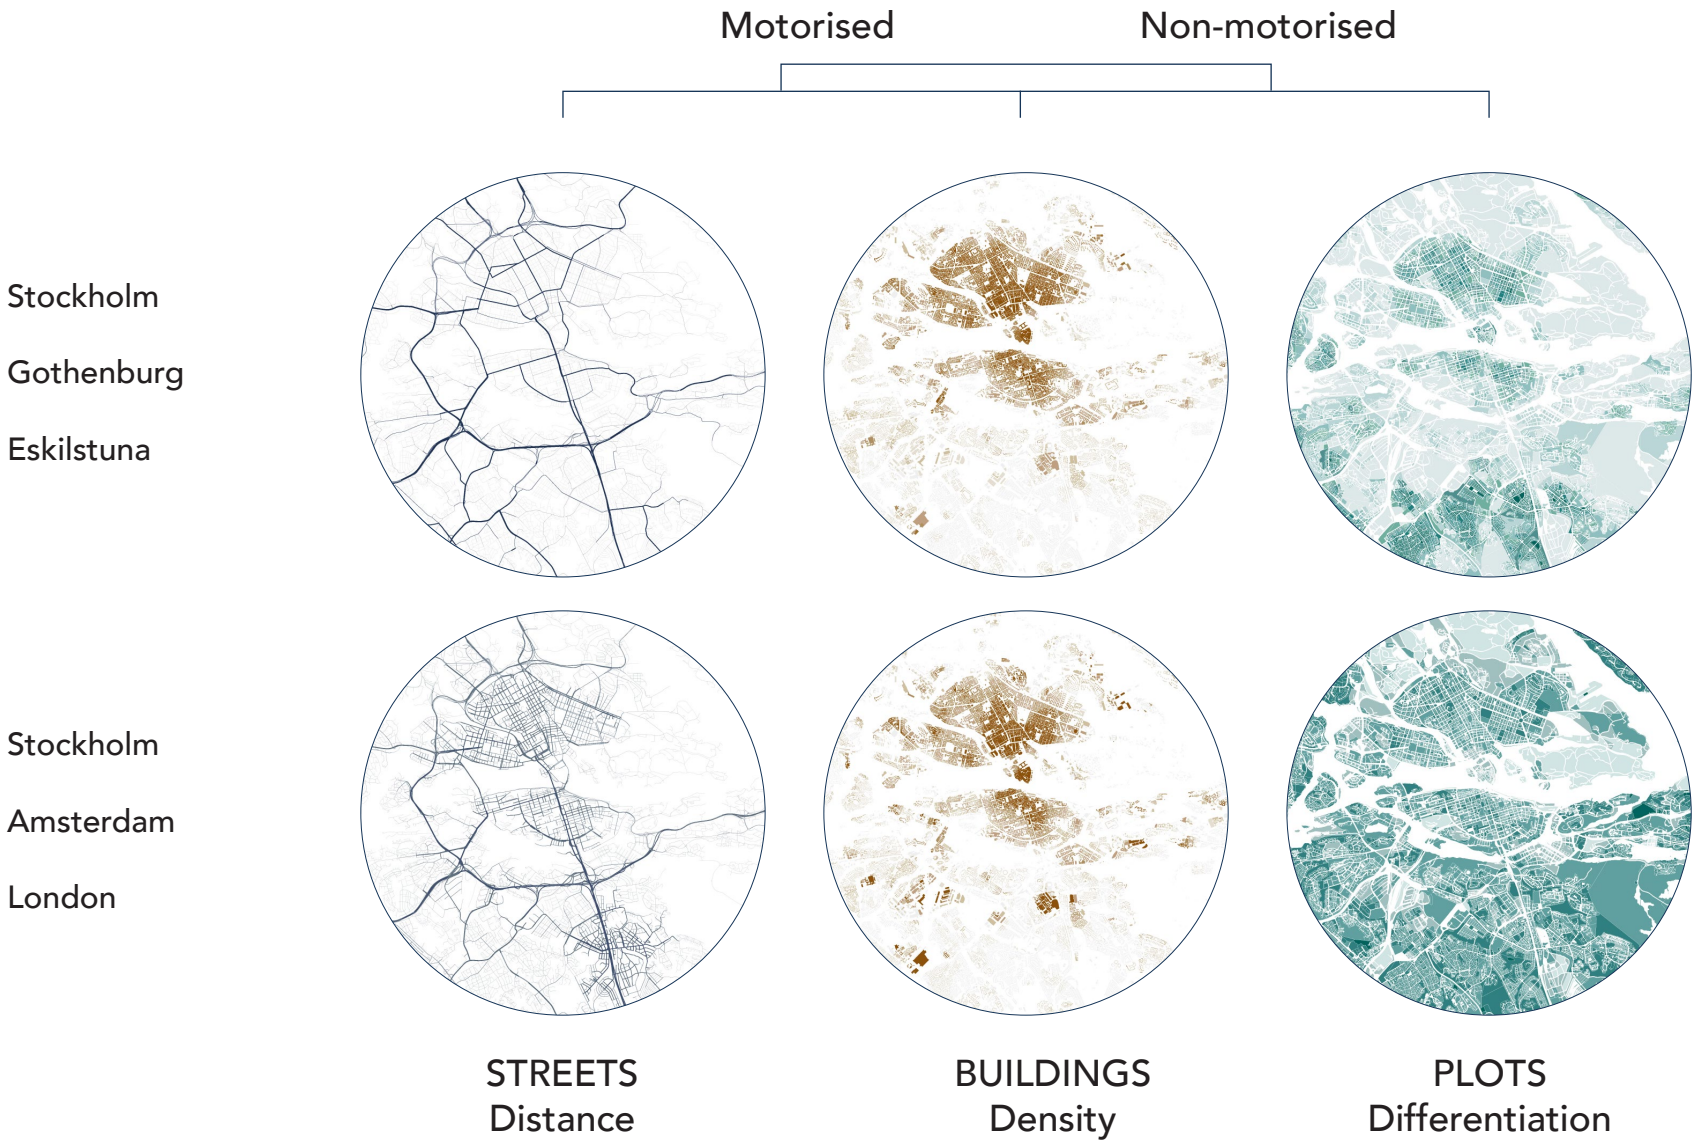 Motorised
Non-motorised
Stockholm
Gothenburg
Eskilstuna
Stockholm
Amsterdam
London
STREETS
Distance
BUILDINGS
Density
PLOTS
Differentiation